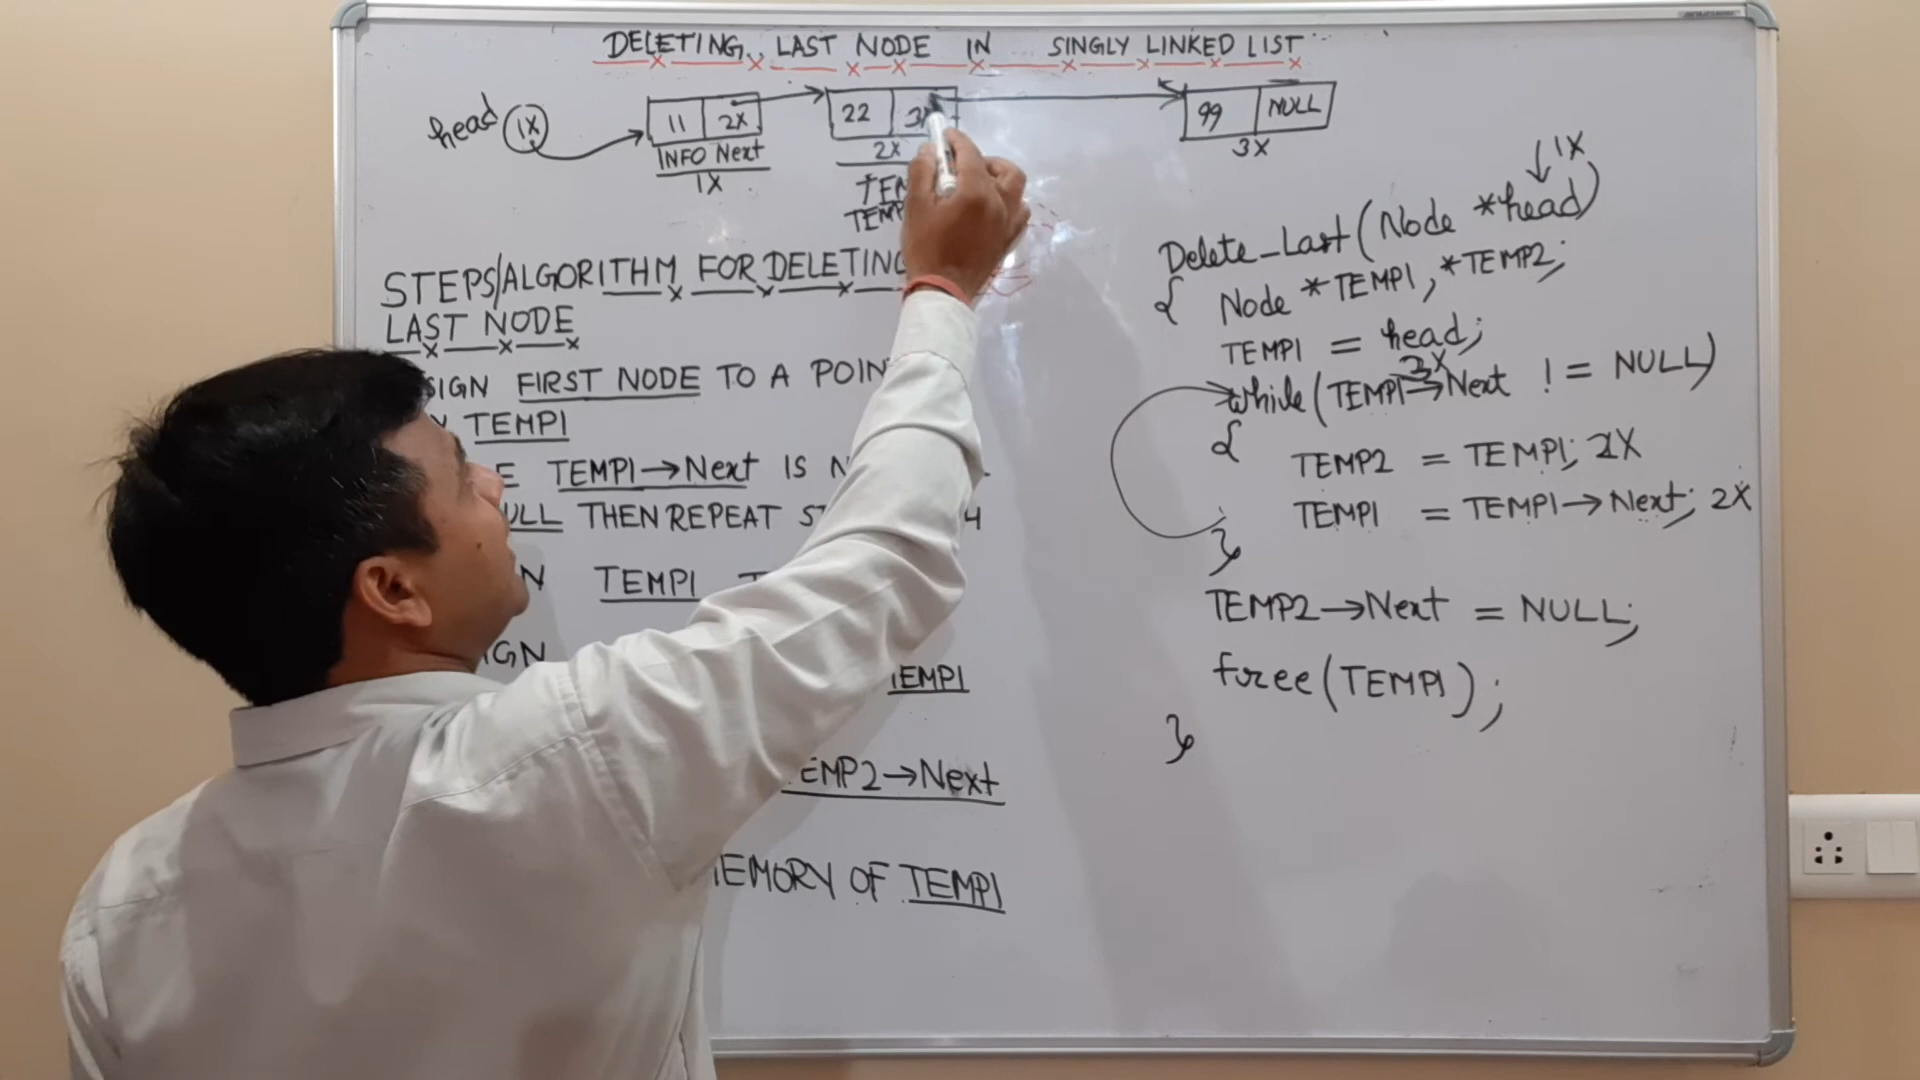 DELETING LAST NODE IN SINGLY LINKED LIST
head 1X
11 2X
22
99 NULL
INFO Next
1X
2X
3X
1X
Delete_Last(Node *head)
{ Node *TEMP1, *TEMP2;
TEMP1 = head;
3X
while(TEMP1→Next != NULL)
{
TEMP2 = TEMP1; 2X
TEMP1 = TEMP1→Next; 2X
}
TEMP2→Next = NULL;
free(TEMP1);
}
STEPS/ALGORITHM FOR DELETING
LAST NODE
FIRST NODE TO A
TEMP1
TEMP1→Next IS
THEN REPEAT
TEMP1
TEMP1
TEMP2→Next
MEMORY OF TEMP1